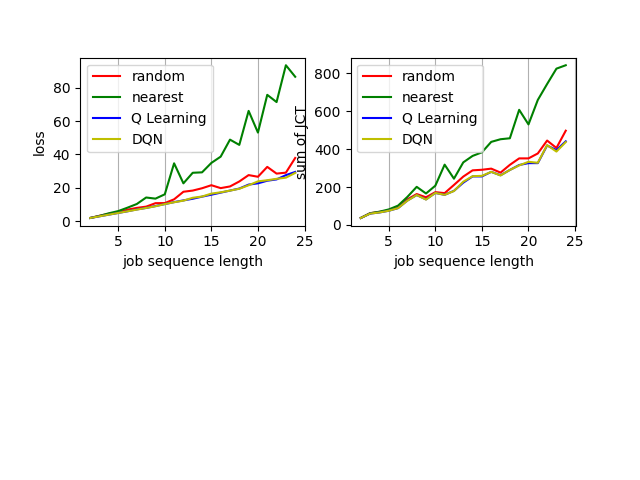 loss
80
60
40
20
0
random
nearest
Q Learning
DQN
5
10
15
20
25
job sequence length
sum of JCT
800
600
400
200
0
random
nearest
Q Learning
DQN
5
10
15
20
25
job sequence length